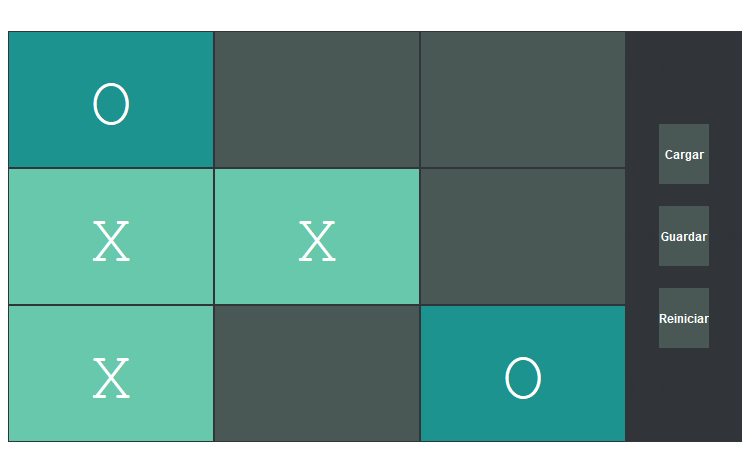 O
X X
X O
Cargar
Guardar
Reiniciar